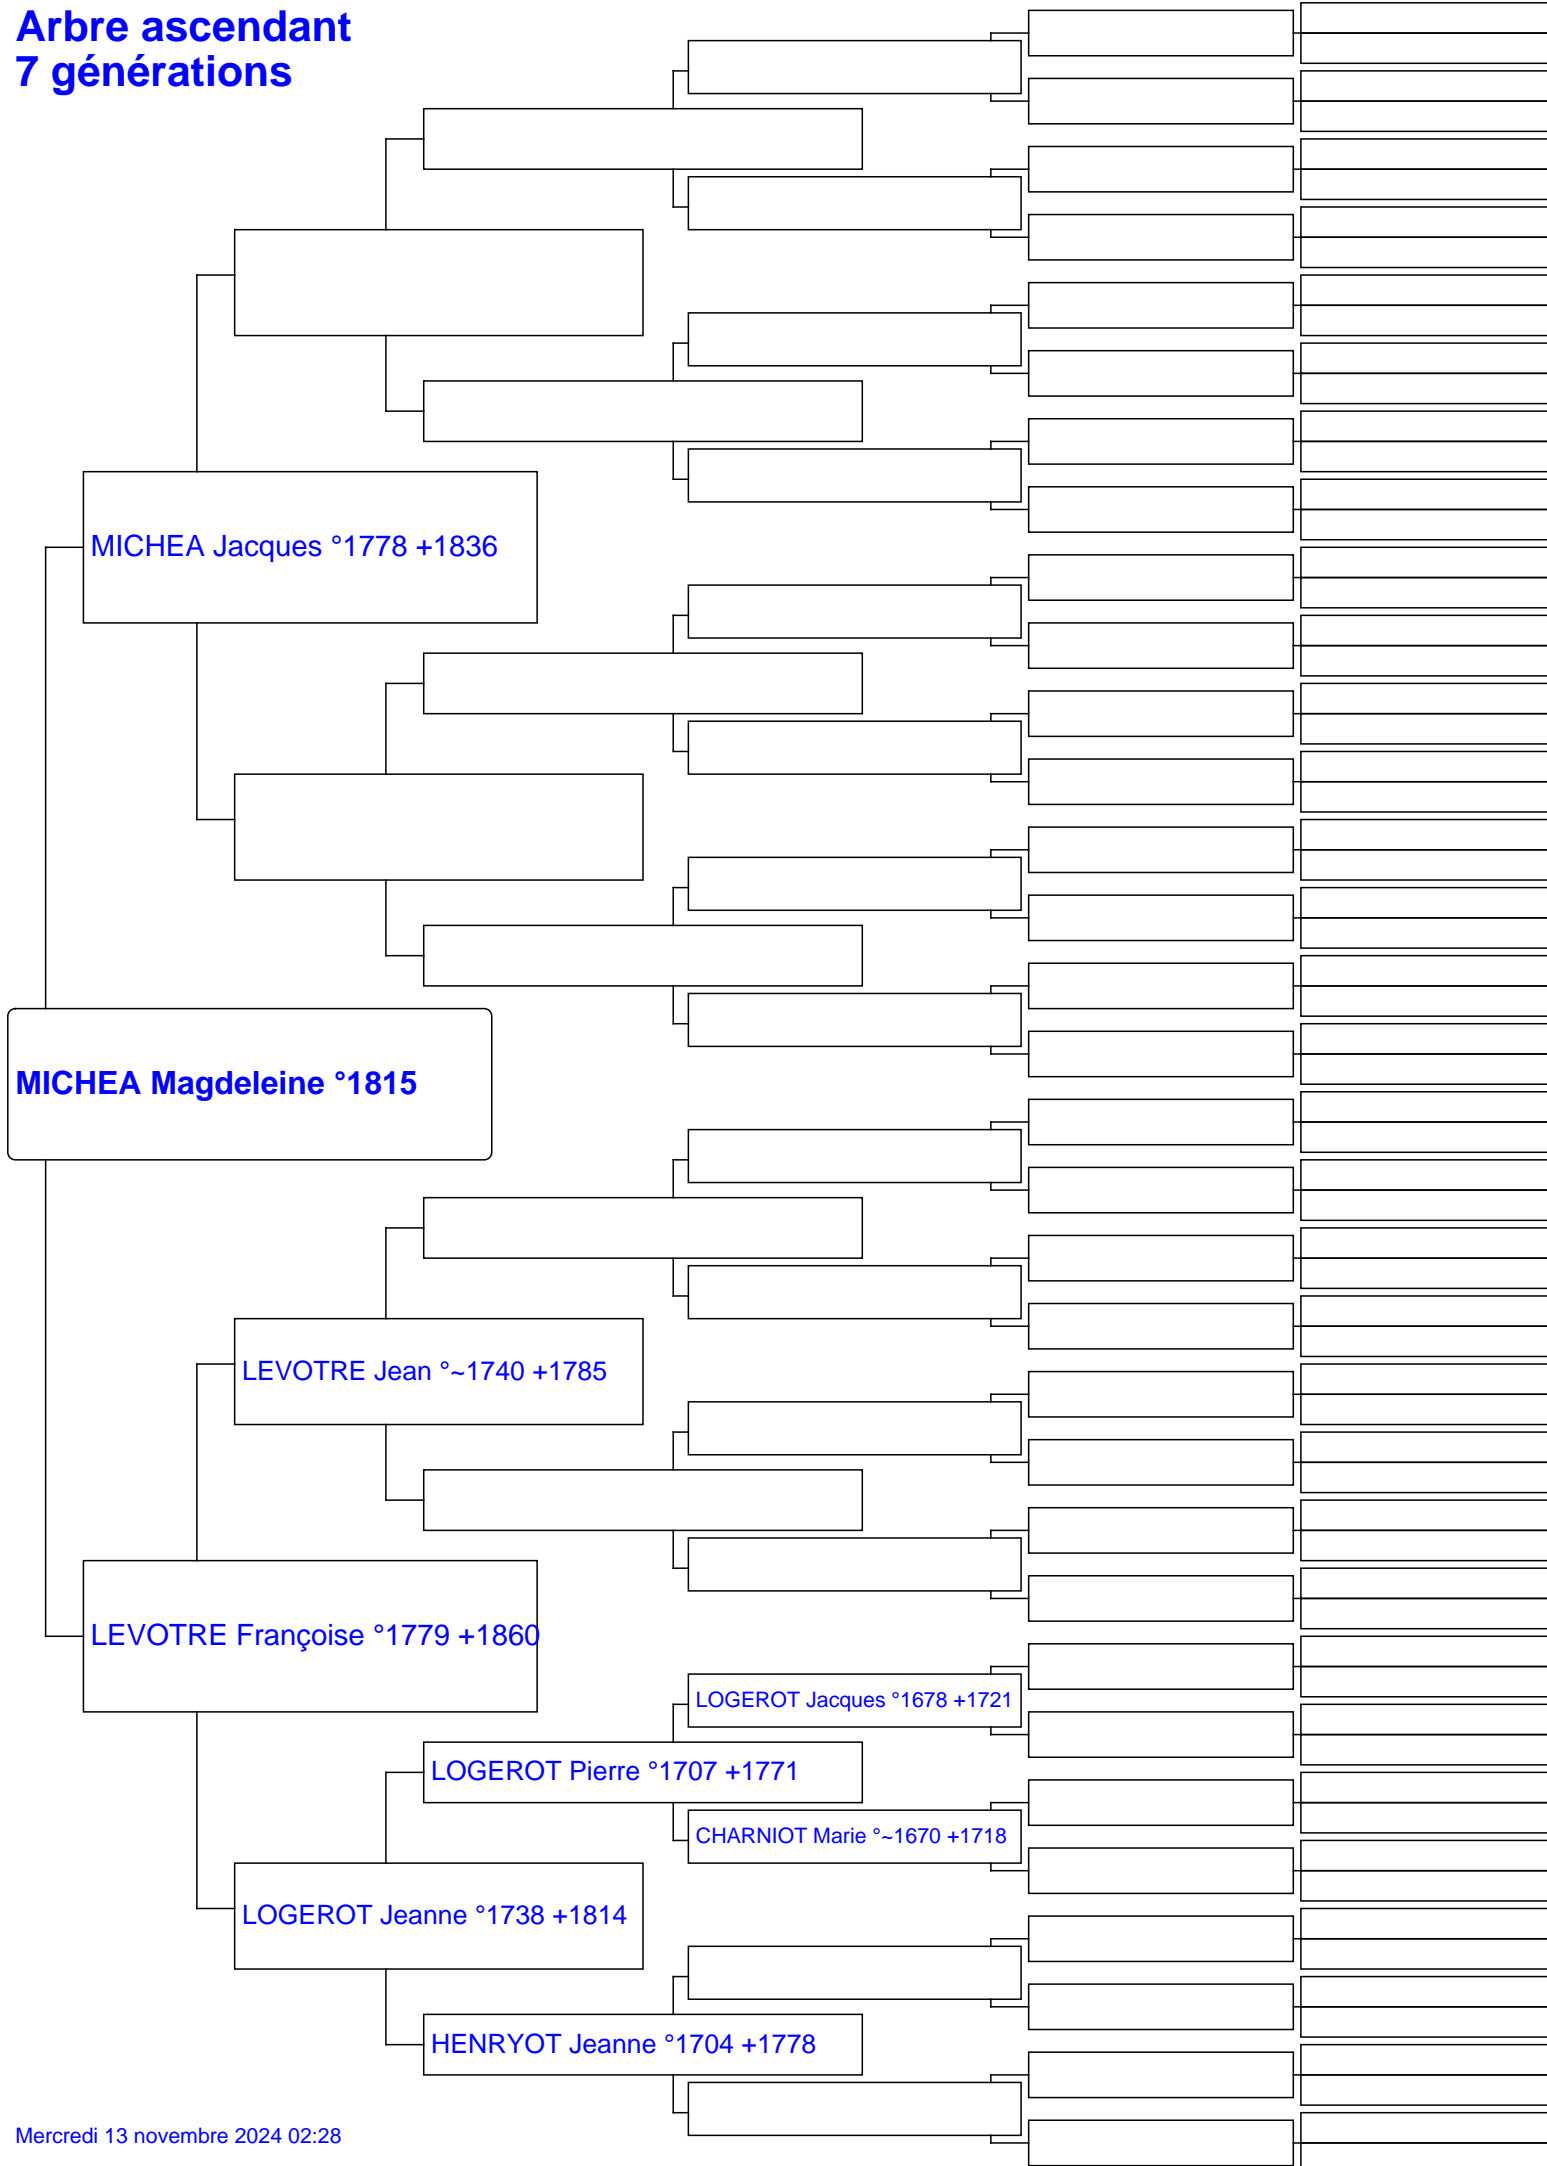 Arbre ascendant
7 générations
MICHEA Jacques °1778 +1836
MICHEA Magdeleine °1815
LEVOTRE Jean °~1740 +1785
LEVOTRE Françoise °1779 +1860
LOGEROT Jacques °1678 +1721
LOGEROT Pierre °1707 +1771
CHARNIOT Marie °~1670 +1718
LOGEROT Jeanne °1738 +1814
HENRYOT Jeanne °1704 +1778
Mercredi 13 novembre 2024 02:28